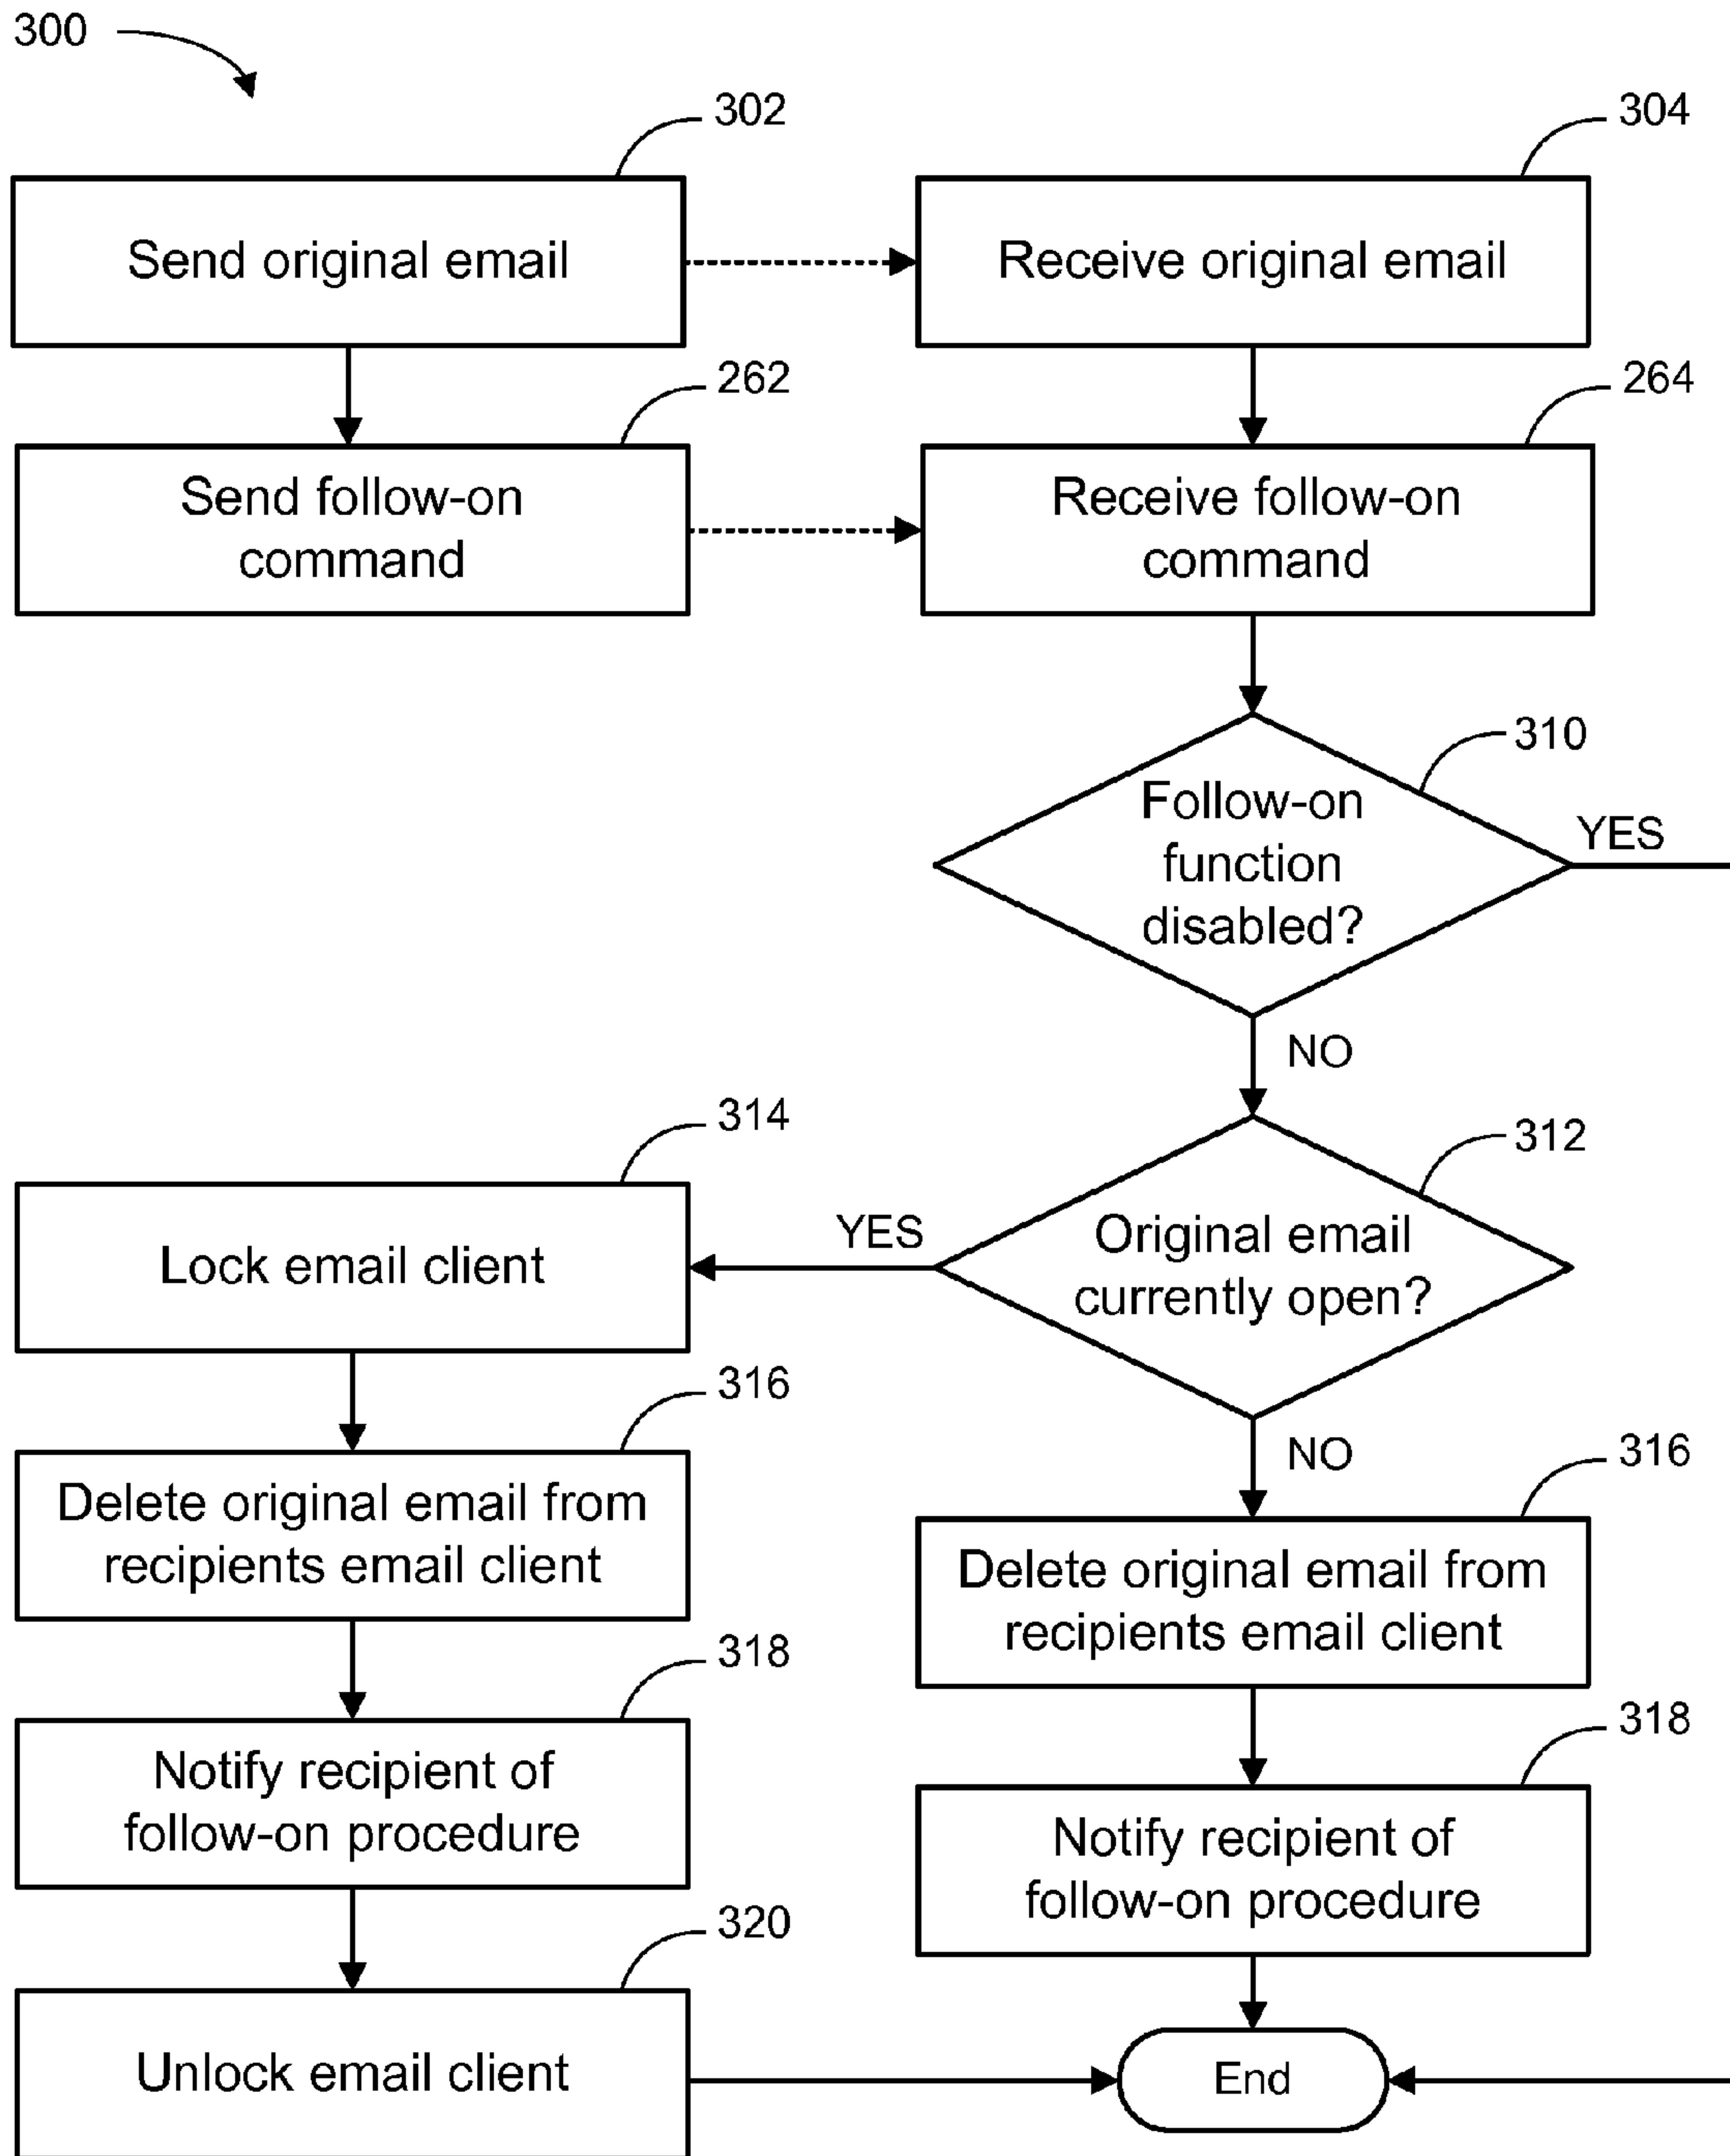 300
302
304
Send original email
Receive original email
262
264
Send follow-on
command
Receive follow-on
command
310
Follow-on
function
disabled?
YES
NO
314
312
Lock email client
YES
Original email
currently open?
316
NO
316
Delete original email from
recipients email client
Delete original email from
recipients email client
318
318
Notify recipient of
follow-on procedure
Notify recipient of
follow-on procedure
320
Unlock email client
End